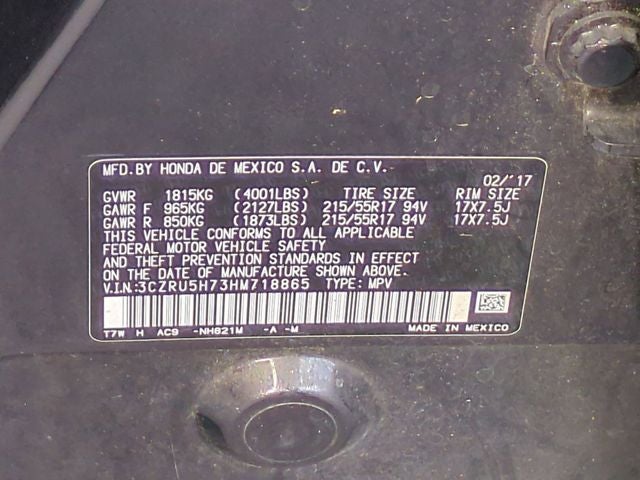 MFD.BY HONDA DE MEXICO S.A. DE C.V.
02/'17
GVWR 1815KG (4001LBS) TIRE SIZE RIM SIZE
GAWR F 965KG (2127LBS) 215/55R17 94V 17X7.5J
GAWR R 850KG (1873LBS) 215/55R17 94V 17X7.5J
THIS VEHICLE CONFORMS TO ALL APPLICABLE
FEDERAL MOTOR VEHICLE SAFETY
AND THEFT PREVENTION STANDARDS IN EFFECT
ON THE DATE OF MANUFACTURE SHOWN ABOVE.
V.I.N.:3CZRU5H73HM718865 TYPE: MPV
T7W H AC9 -NH821M -A -M MADE IN MEXICO